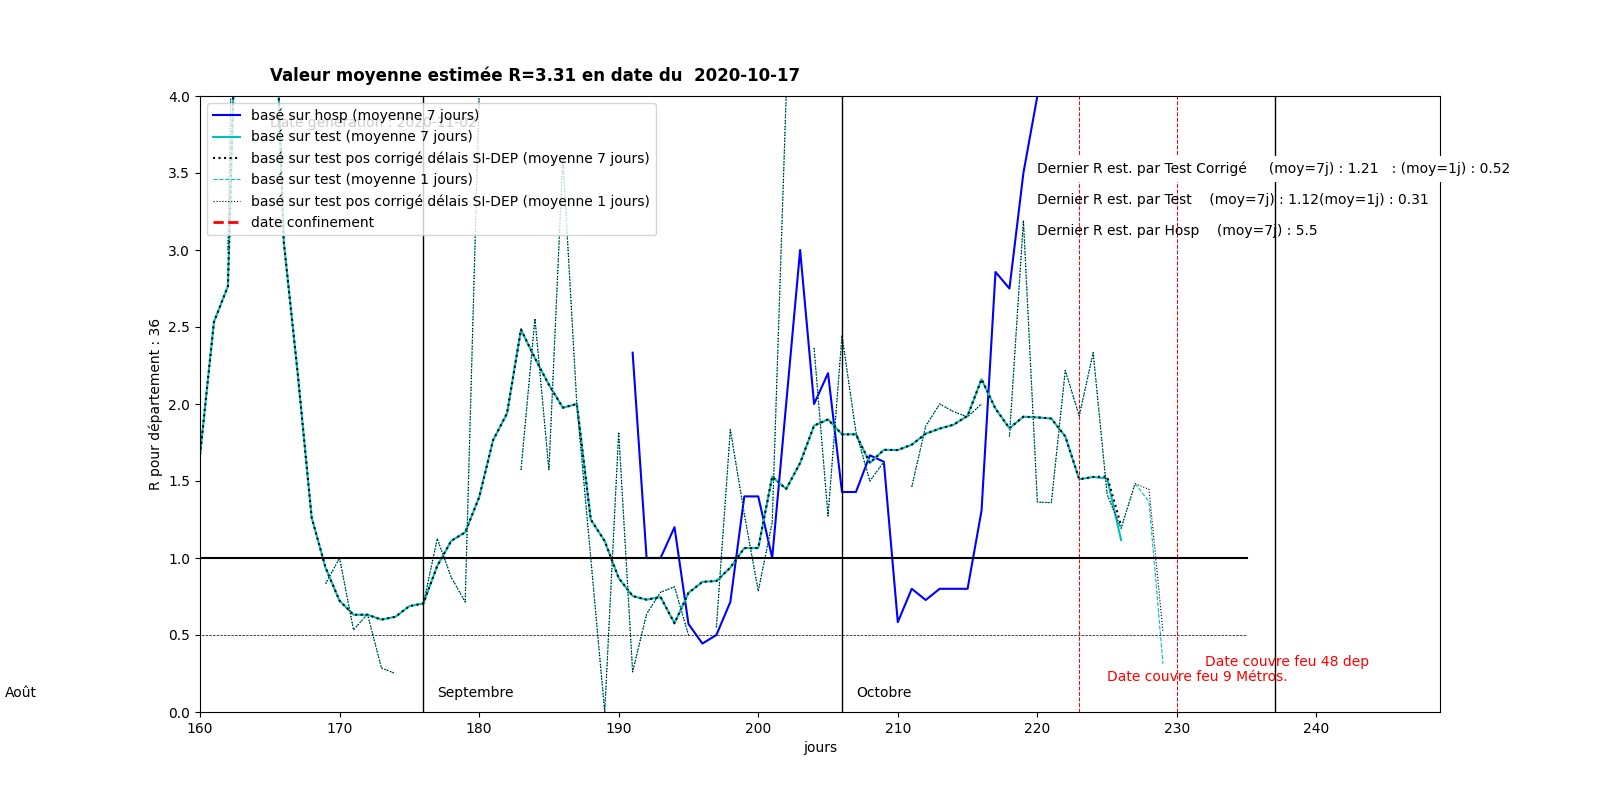 Valeur moyenne estimée R=3.31 en date du  2020-10-17
Date génération : 2020-11-02
basé sur hosp (moyenne 7 jours)
basé sur test (moyenne 7 jours)
basé sur test pos corrigé délais SI-DEP (moyenne 7 jours)
basé sur test (moyenne 1 jours)
basé sur test pos corrigé délais SI-DEP (moyenne 1 jours)
date confinement
Dernier R est. par Test Corrigé     (moy=7j) : 1.21   : (moy=1j) : 0.52
Dernier R est. par Test    (moy=7j) : 1.12(moy=1j) : 0.31
Dernier R est. par Hosp    (moy=7j) : 5.5
R pour département : 36
4.0
3.5
3.0
2.5
2.0
1.5
1.0
0.5
0.0
Date couvre feu 48 dep
Date couvre feu 9 Métros.
Août
Septembre
Octobre
160 170 180 190 200 210 220 230 240
jours